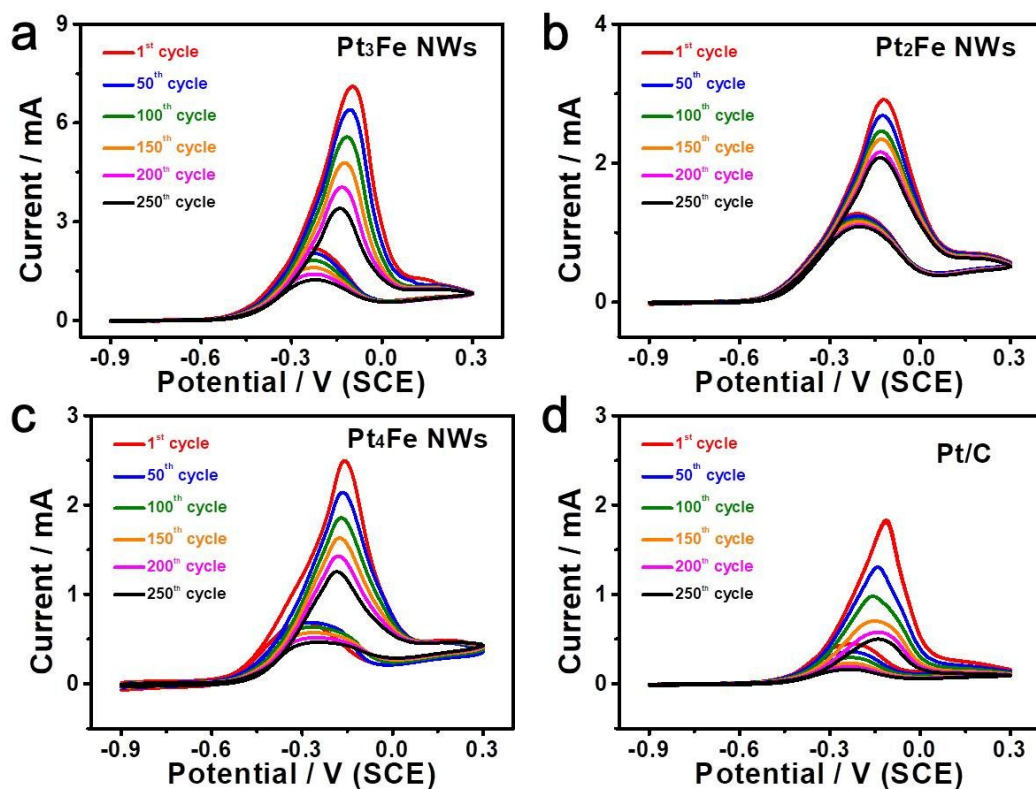 a
Pt₃Fe NWs
1ˢᵗ cycle
50ᵗʰ cycle
100ᵗʰ cycle
150ᵗʰ cycle
200ᵗʰ cycle
250ᵗʰ cycle
9
6
3
0
Current / mA
-0.9 -0.6 -0.3 0.0 0.3
Potential / V (SCE)
b
Pt₂Fe NWs
1ˢᵗ cycle
50ᵗʰ cycle
100ᵗʰ cycle
150ᵗʰ cycle
200ᵗʰ cycle
250ᵗʰ cycle
4
2
0
Current / mA
-0.9 -0.6 -0.3 0.0 0.3
Potential / V (SCE)
c
Pt₄Fe NWs
1ˢᵗ cycle
50ᵗʰ cycle
100ᵗʰ cycle
150ᵗʰ cycle
200ᵗʰ cycle
250ᵗʰ cycle
3
2
1
0
Current / mA
-0.9 -0.6 -0.3 0.0 0.3
Potential / V (SCE)
d
Pt/C
1ˢᵗ cycle
50ᵗʰ cycle
100ᵗʰ cycle
150ᵗʰ cycle
200ᵗʰ cycle
250ᵗʰ cycle
3
2
1
0
Current / mA
-0.9 -0.6 -0.3 0.0 0.3
Potential / V (SCE)